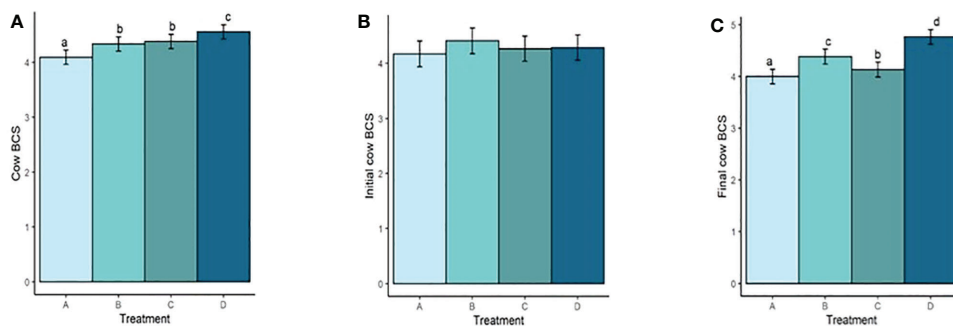 A
a
b
b
c
Cow BCS
4
3
2
1
0
A B C D
Treatment
B
Initial cow BCS
4
3
2
1
0
A B C D
Treatment
C
a
c
b
d
Final cow BCS
5
4
3
2
1
0
A B C D
Treatment